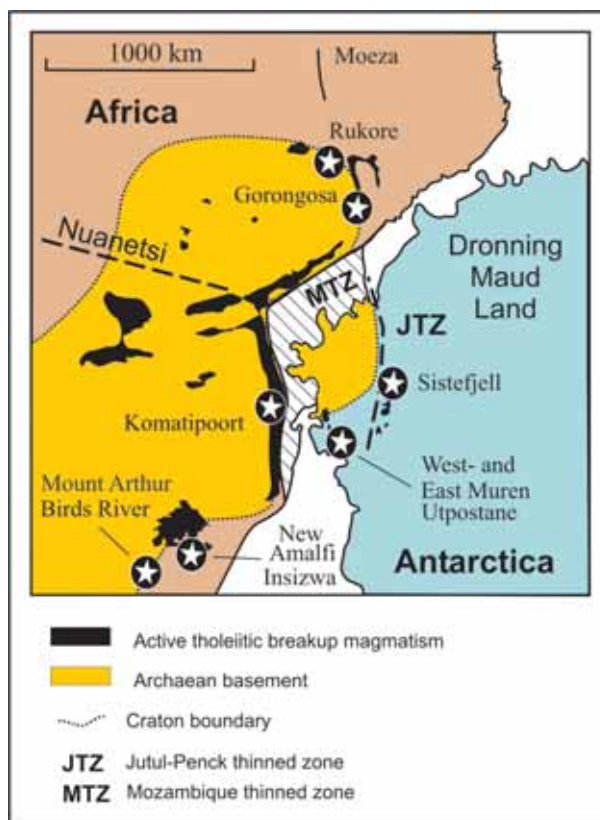 1000 km
Moeza
Africa
Rukore
Gorongosa
Nuanetsi
Dronning
Maud
Land
MTZ
JTZ
Sistefjell
Komatipoort
West- and
East Muren
Utpostane
Mount Arthur
Birds River
New
Amalfi
Insizwa
Antarctica
Active tholeiitic breakup magmatism
Archaean basement
Craton boundary
JTZ Jutul-Penck thinned zone
MTZ Mozambique thinned zone